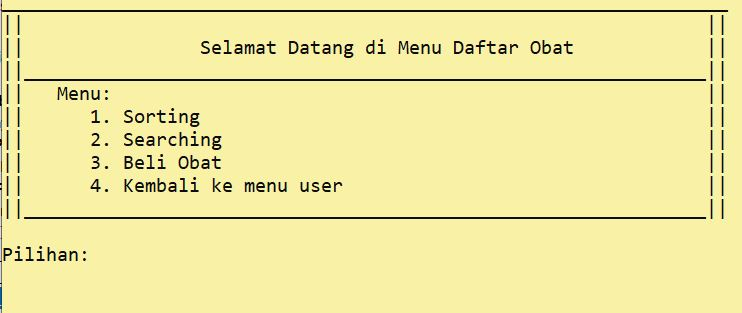 Selamat Datang di Menu Daftar Obat
Menu:
1. Sorting
2. Searching
3. Beli Obat
4. Kembali ke menu user
Pilihan: